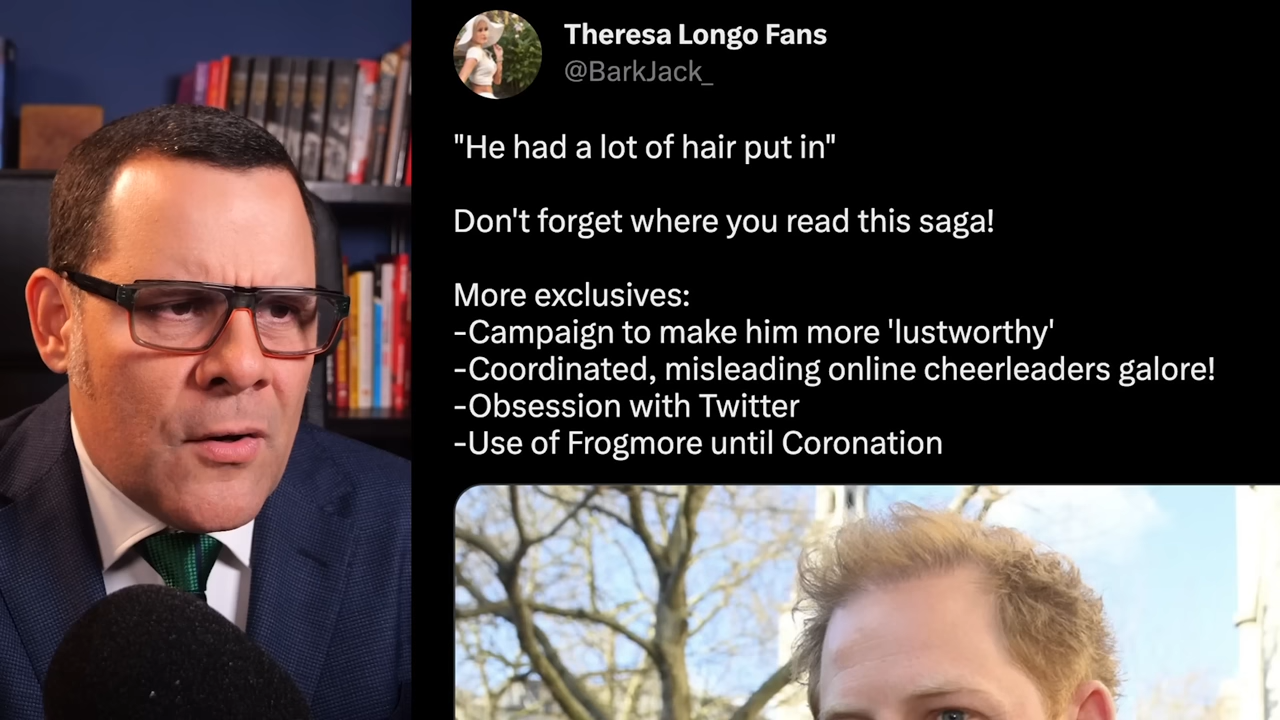 Theresa Longo Fans
@BarkJack_
"He had a lot of hair put in"
Don't forget where you read this saga!
More exclusives:
-Campaign to make him more 'lustworthy'
-Coordinated, misleading online cheerleaders galore!
-Obsession with Twitter
-Use of Frogmore until Coronation